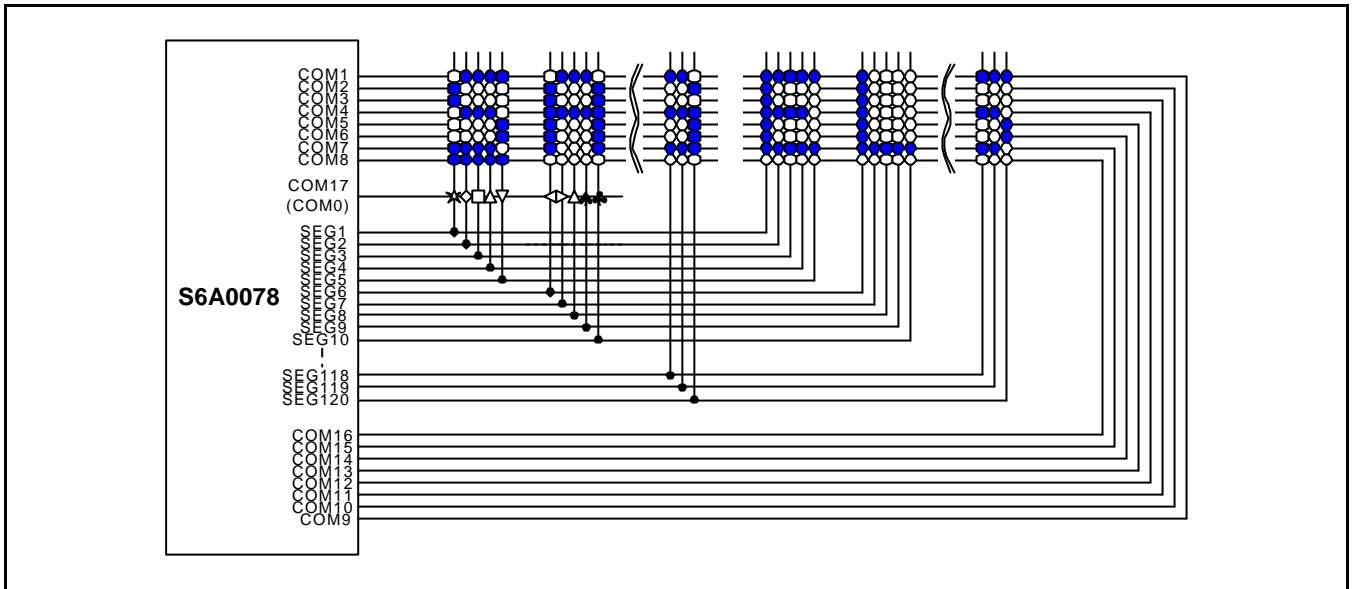 COM1
COM2
COM3
COM4
COM5
COM6
COM7
COM8
COM17
(COM0)
SEG1
SEG2
SEG3
SEG4
SEG5
SEG6
S6A0078
SEG7
SEG8
SEG9
SEG10
SEG118
SEG119
SEG120
COM16
COM15
COM14
COM13
COM12
COM11
COM10
COM9